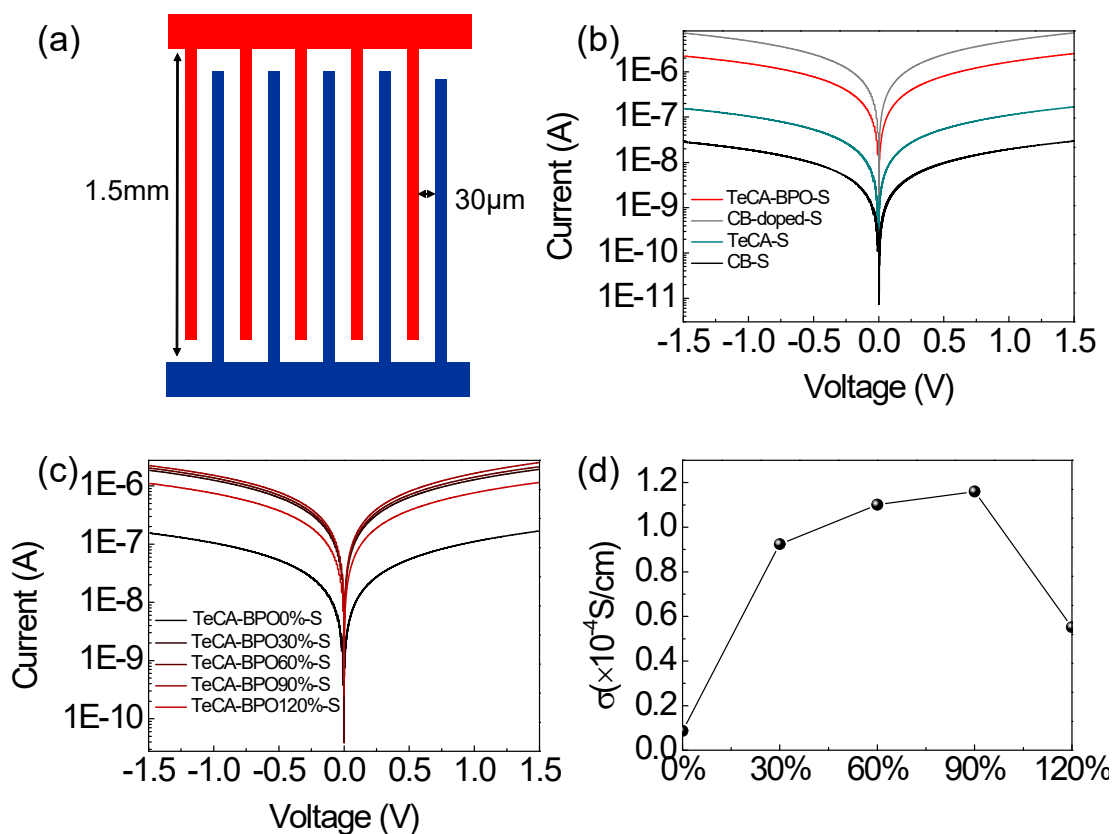 (a)
1.5mm
30μm
(b)
Current (A)
1E-6
1E-7
1E-8
1E-9
1E-10
1E-11
TeCA-BPO-S
CB-doped-S
TeCA-S
CB-S
-1.5 -1.0 -0.5 0.0 0.5 1.0 1.5
Voltage (V)
(c)
Current (A)
1E-6
1E-7
1E-8
1E-9
1E-10
TeCA-BPO0%-S
TeCA-BPO30%-S
TeCA-BPO60%-S
TeCA-BPO90%-S
TeCA-BPO120%-S
-1.5 -1.0 -0.5 0.0 0.5 1.0 1.5
Voltage (V)
(d)
σ(×10⁻⁴S/cm)
1.2
1.0
0.8
0.6
0.4
0.2
0.0
0% 30% 60% 90% 120%